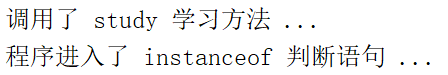 调用了 study 学习方法 ...
程序进入了 instanceof 判断语句 ...